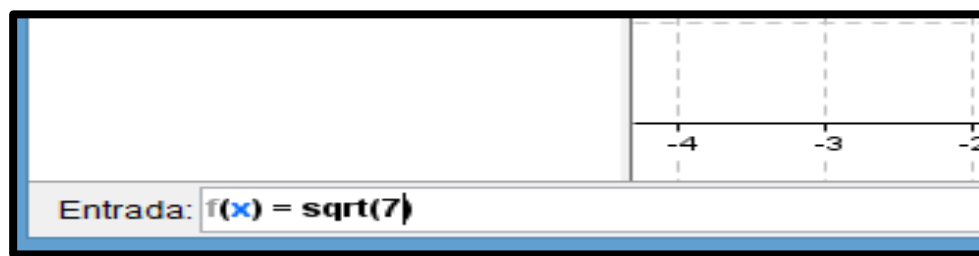 -4 -3
Entrada: f(x) = sqrt(7)